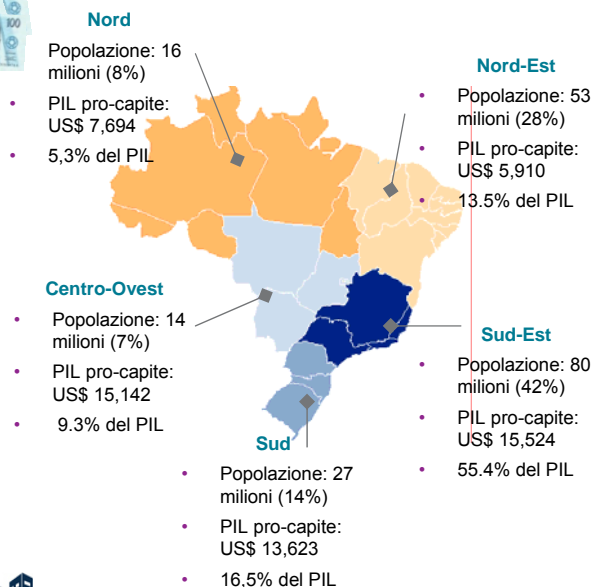 Nord
Popolazione: 16
milioni (8%)
• PIL pro-capite:
US$ 7,694
• 5,3% del PIL
Nord-Est
• Popolazione: 53
milioni (28%)
• PIL pro-capite:
US$ 5,910
• 13.5% del PIL
Centro-Ovest
• Popolazione: 14
milioni (7%)
• PIL pro-capite:
US$ 15,142
• 9.3% del PIL
Sud-Est
• Popolazione: 80
milioni (42%)
• PIL pro-capite:
US$ 15,524
• 55.4% del PIL
Sud
• Popolazione: 27
milioni (14%)
• PIL pro-capite:
US$ 13,623
• 16.5% del PIL
100